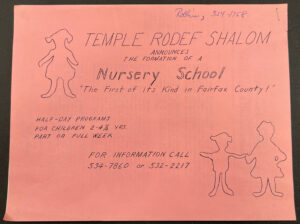 TEMPLE RODEF SHALOM
ANNOUNCES
THE FORMATION OF A
Nursery School
"The First of its Kind in Fairfax County!"
HALF-DAY PROGRAMS
FOR CHILDREN 2-4½ YRS.
PART OR FULL WEEK
FOR INFORMATION CALL
534-7860 or 532-2217